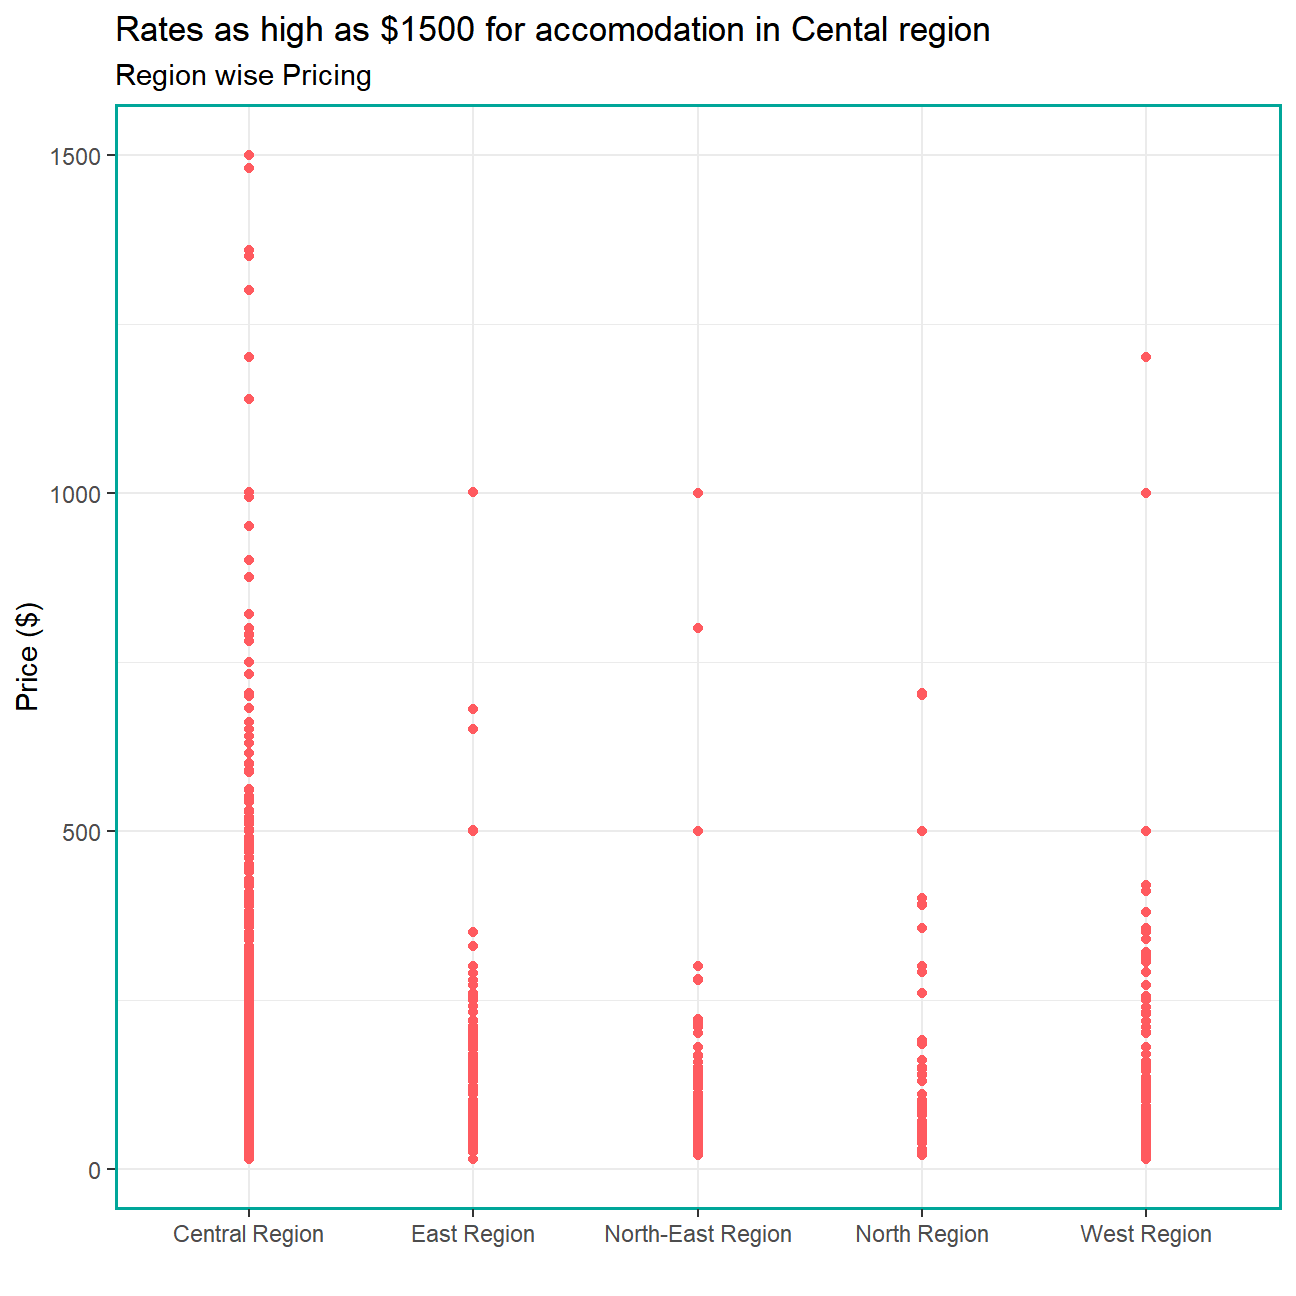 Rates as high as $1500 for accomodation in Cental region
Region wise Pricing
1500
1000
500
0
Price ($)
Central Region
East Region
North-East Region
North Region
West Region